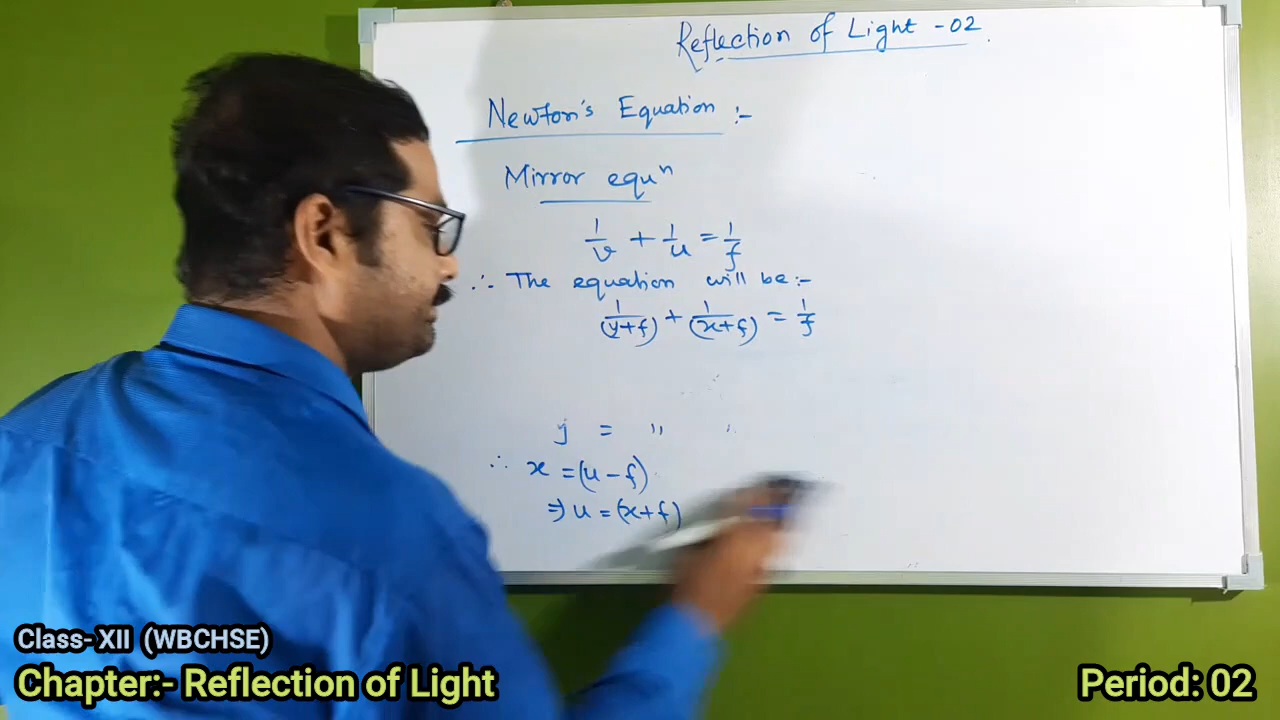 Reflection of Light -02
Newton's Equation :-
Mirror equⁿ
1/v + 1/u = 1/f
∴ The equation will be:-
1/(y+f) + 1/(x+f) = 1/f
= "
∴ x = (u-f)
⇒ u = (x+f)
Class- XII (WBCHSE)
Chapter:- Reflection of Light
Period: 02